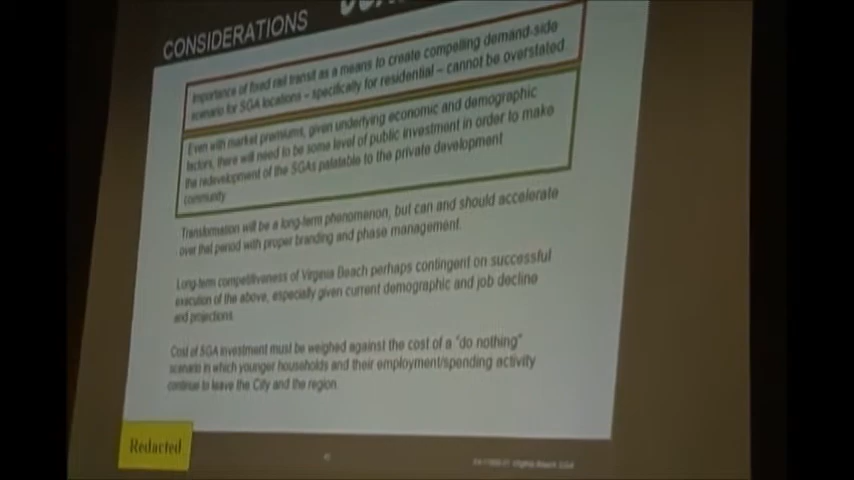 CONSIDERATIONS
Importance of fixed rail transit as a means to create compelling demand-side
scenario for SGA locations – specifically for residential – cannot be overstated
Even with market premiums, given underlying economic and demographic
factors, there will need to be some level of public investment in order to make
the redevelopment of the SGAs palatable to the private development
community
Transformation will be a long-term phenomenon, but can and should accelerate
over that period with proper branding and phase management.
Long-term competitiveness of Virginia Beach perhaps contingent on successful
execution of the above, especially given current demographic and job decline
and projections.
Cost of SGA investment must be weighed against the cost of a "do nothing"
scenario in which younger households and their employment/spending activity
continue to leave the City and the region.
Redacted
Virginia Beach